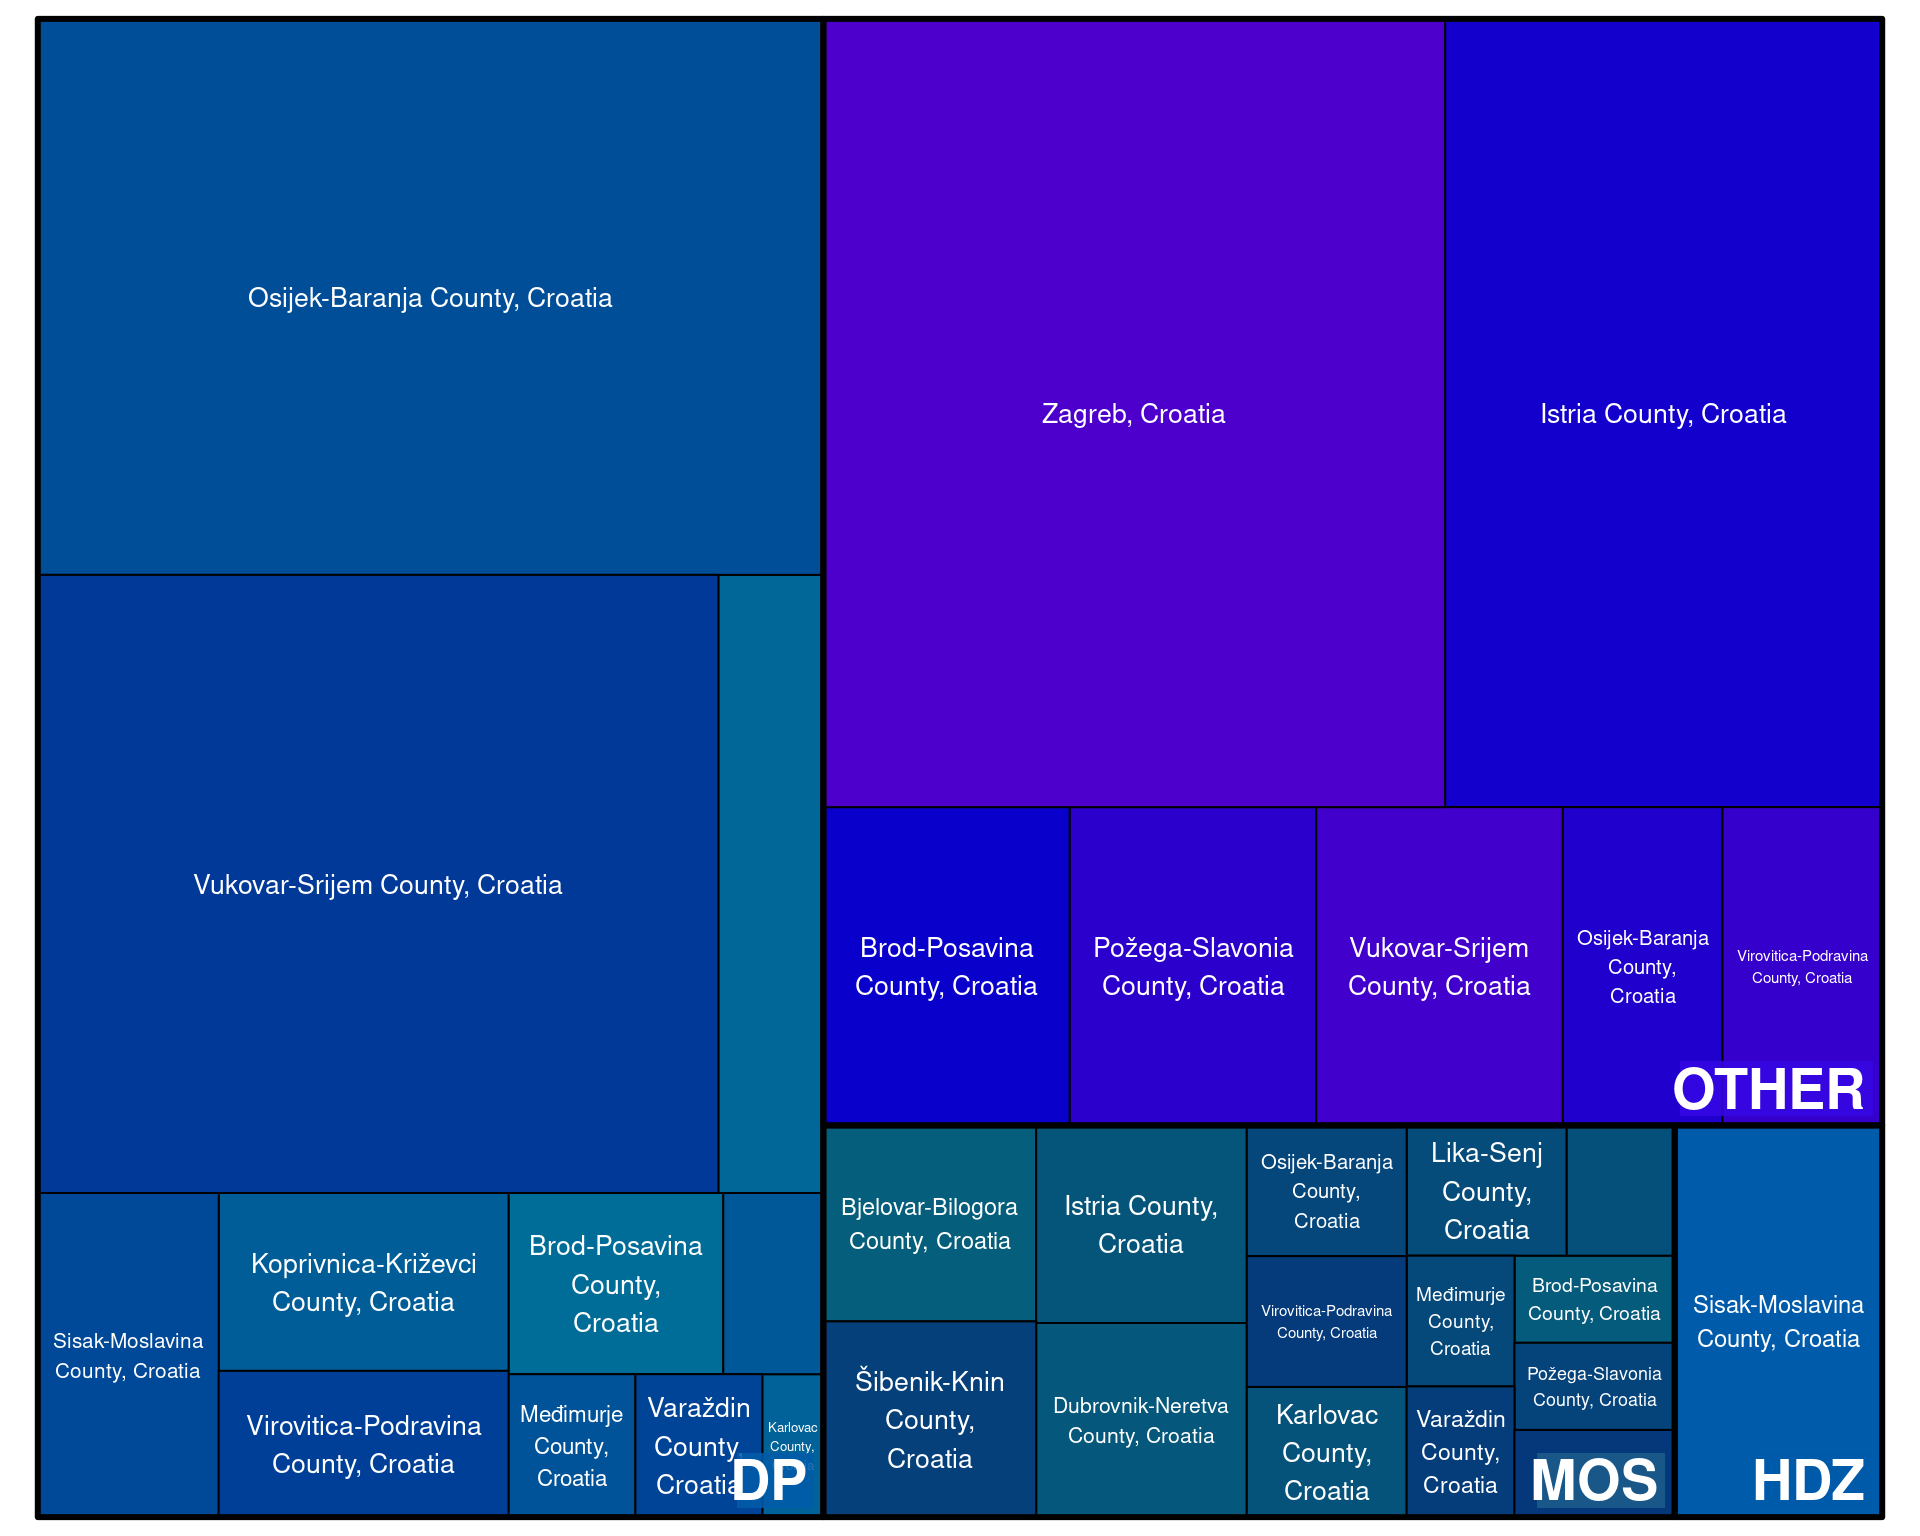 Osijek-Baranja County, Croatia
Vukovar-Srijem County, Croatia
Sisak-Moslavina
County, Croatia
Koprivnica-Križevci
County, Croatia
Virovitica-Podravina
County, Croatia
Brod-Posavina
County,
Croatia
Međimurje
County,
Croatia
Varaždin
County,
Croatia
Karlovac
County,
DP
Zagreb, Croatia
Istria County, Croatia
Brod-Posavina
County, Croatia
Požega-Slavonia
County, Croatia
Vukovar-Srijem
County, Croatia
Osijek-Baranja
County,
Croatia
Virovitica-Podravina
County, Croatia
OTHER
Bjelovar-Bilogora
County, Croatia
Šibenik-Knin
County,
Croatia
Istria County,
Croatia
Dubrovnik-Neretva
County, Croatia
Osijek-Baranja
County,
Croatia
Virovitica-Podravina
County, Croatia
Karlovac
County,
Croatia
Lika-Senj
County,
Croatia
Međimurje
County,
Croatia
Varaždin
County,
Croatia
Brod-Posavina
County, Croatia
Požega-Slavonia
County, Croatia
MOS
Sisak-Moslavina
County, Croatia
HDZ